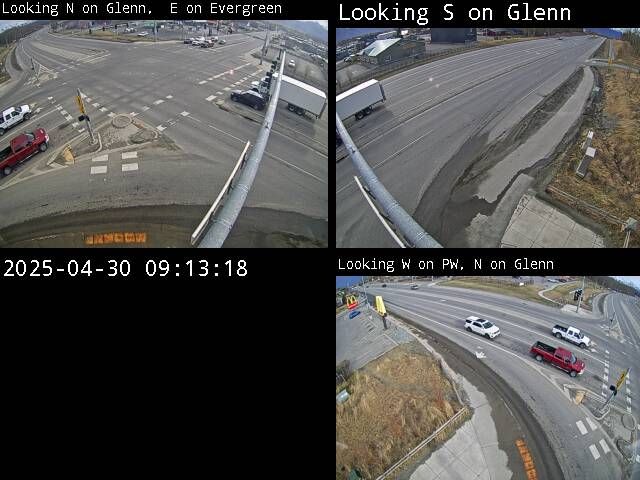 Looking N on Glenn,  E on Evergreen
Looking S on Glenn
2025-04-30 09:13:18
Looking W on PW, N on Glenn